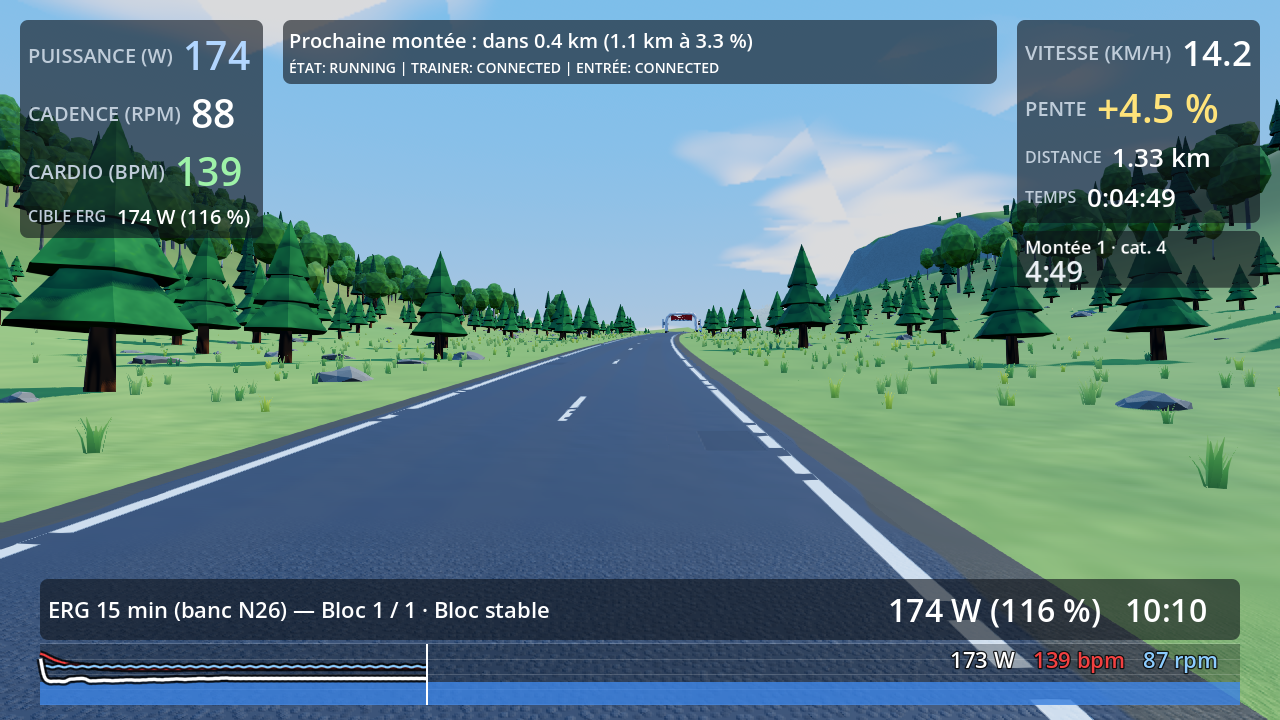 PUISSANCE (W) 174
CADENCE (RPM) 88
CARDIO (BPM) 139
CIBLE ERG 174 W (116 %)
Prochaine montée : dans 0.4 km (1.1 km à 3.3 %)
ÉTAT: RUNNING | TRAINER: CONNECTED | ENTRÉE: CONNECTED
VITESSE (KM/H) 14.2
PENTE +4.5 %
DISTANCE 1.33 km
TEMPS 0:04:49
Montée 1 · cat. 4
4:49
ERG 15 min (banc N26) — Bloc 1 / 1 · Bloc stable 174 W (116 %) 10:10
173 W 139 bpm 87 rpm